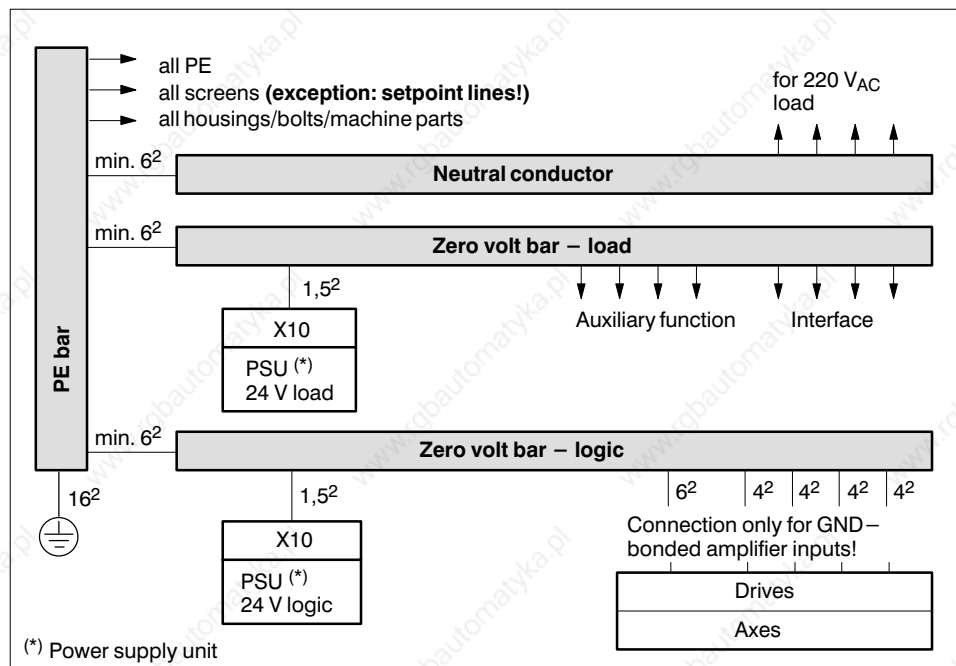 all PE
all screens (exception: setpoint lines!)
all housings/bolts/machine parts
for 220 VAC
load
min. 6²
Neutral conductor
min. 6²
Zero volt bar – load
1,5²
X10
PSU (*)
24 V load
Auxiliary function
Interface
PE bar
min. 6²
Zero volt bar – logic
16²
1,5²
X10
PSU (*)
24 V logic
6² 4² 4² 4² 4²
Connection only for GND–
bonded amplifier inputs!
Drives
Axes
(*) Power supply unit
www.rgbautomatyka.pl